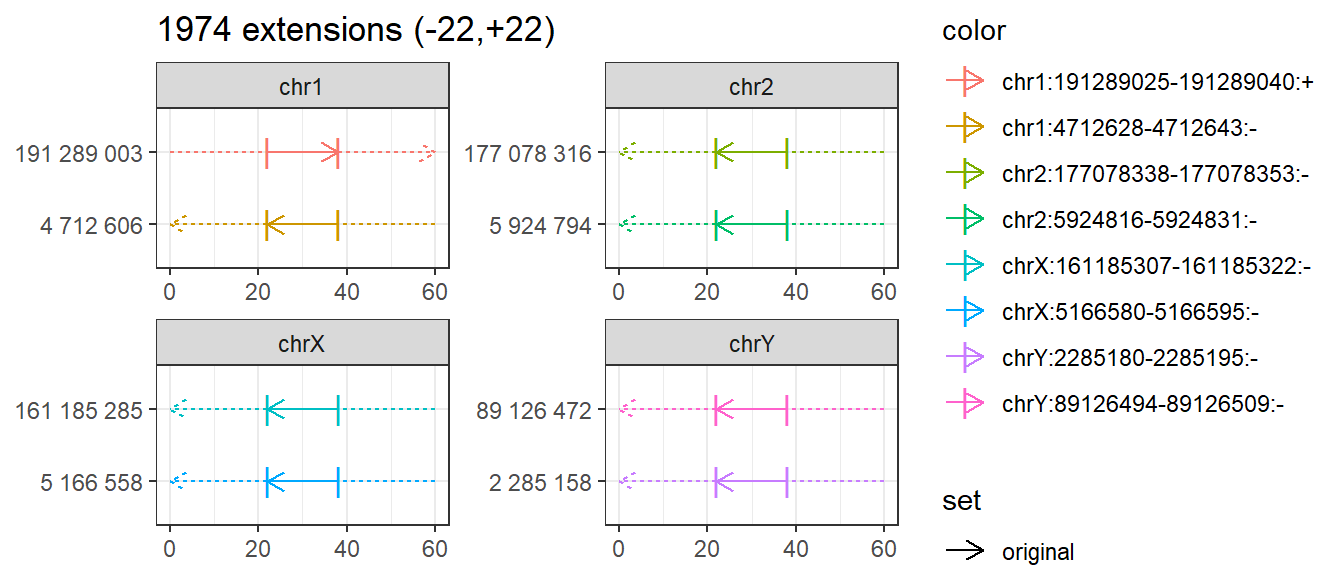 1974 extensions (-22,+22)
chr1
191 289 003
4 712 606
0 20 40 60
chr2
177 078 316
5 924 794
0 20 40 60
chrX
161 185 285
5 166 558
0 20 40 60
chrY
89 126 472
2 285 158
0 20 40 60
color
chr1:191289025-191289040:+
chr1:4712628-4712643:-
chr2:177078338-177078353:-
chr2:5924816-5924831:-
chrX:161185307-161185322:-
chrX:5166580-5166595:-
chrY:2285180-2285195:-
chrY:89126494-89126509:-
set
original